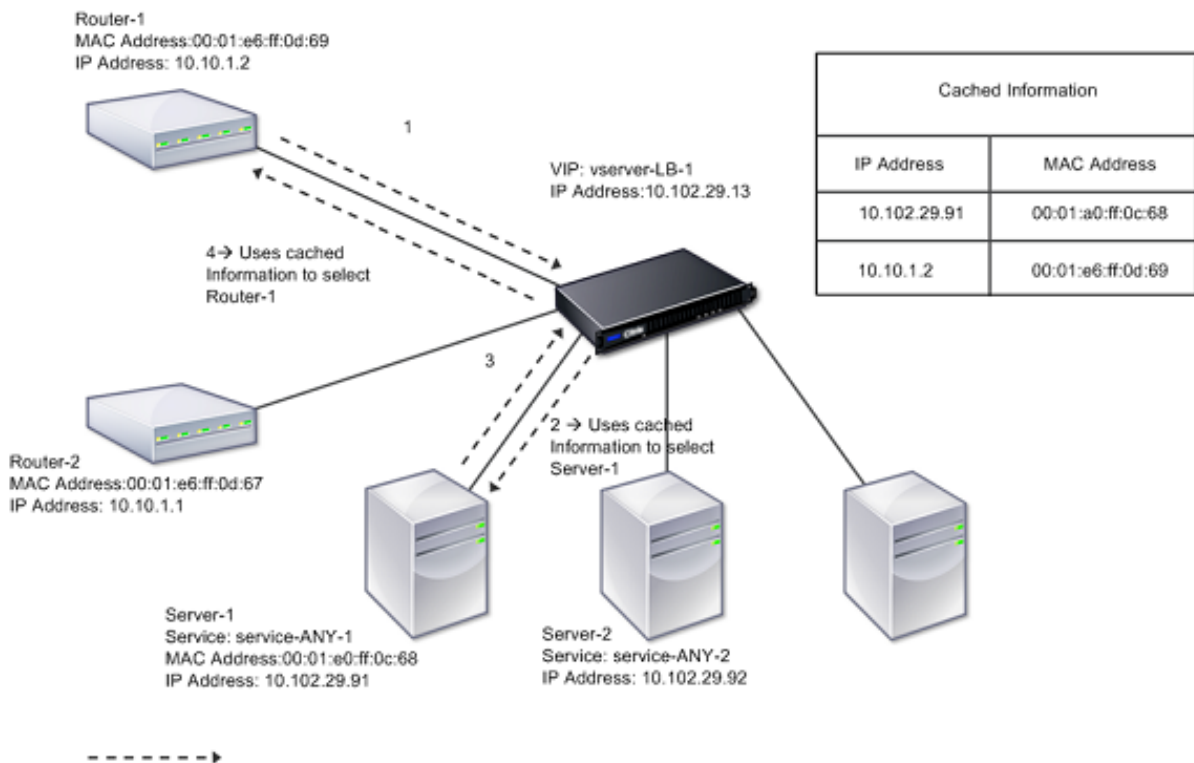 Router-1
MAC Address:00:01:e6:ff:0d:69
IP Address: 10.10.1.2
1
VIP: vserver-LB-1
IP Address:10.102.29.13
Cached Information
IP Address MAC Address
10.102.29.91 00:01:a0:ff:0c:68
10.10.1.2 00:01:e6:ff:0d:69
4→ Uses cached
Information to select
Router-1
3
2 → Uses cached
Information to select
Server-1
Router-2
MAC Address:00:01:e6:ff:0d:67
IP Address: 10.10.1.1
Server-1
Service: service-ANY-1
MAC Address:00:01:e0:ff:0c:68
IP Address: 10.102.29.91
Server-2
Service: service-ANY-2
IP Address: 10.102.29.92